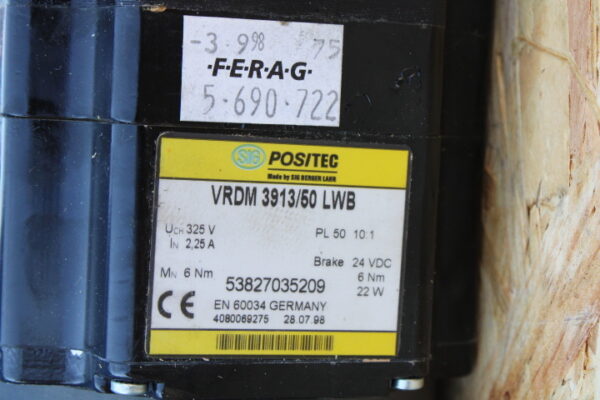 -3.9⁹⁸ 75
·F·E·R·A·G·
5·690·722
SIG POSITEC
Made by SIG BERGER LAHR
VRDM 3913/50 LWB
UCH 325 V PL 50 10:1
IN 2,25 A
Brake 24 VDC
MN 6 Nm 6 Nm
53827035209 22 W
CE EN 60034 GERMANY
4080069275 28.07.98